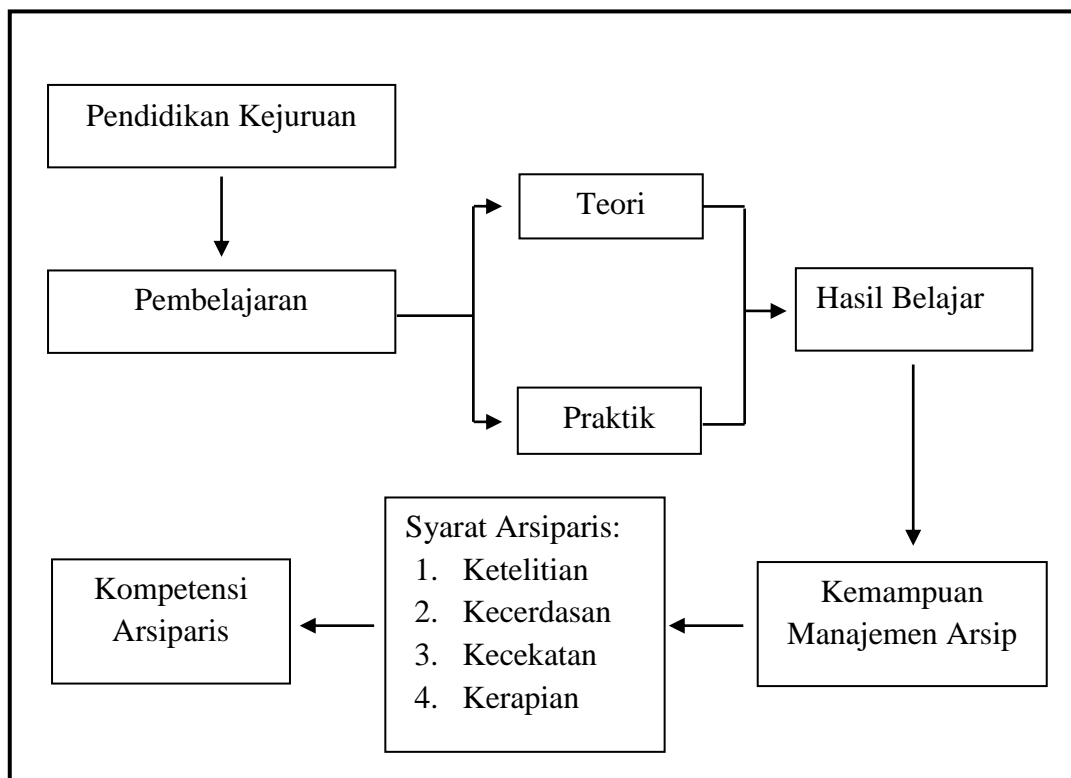 Pendidikan Kejuruan
Pembelajaran
Teori
Praktik
Hasil Belajar
Kemampuan
Manajemen Arsip
Syarat Arsiparis:
1. Ketelitian
2. Kecerdasan
3. Kecekatan
4. Kerapian
Kompetensi
Arsiparis